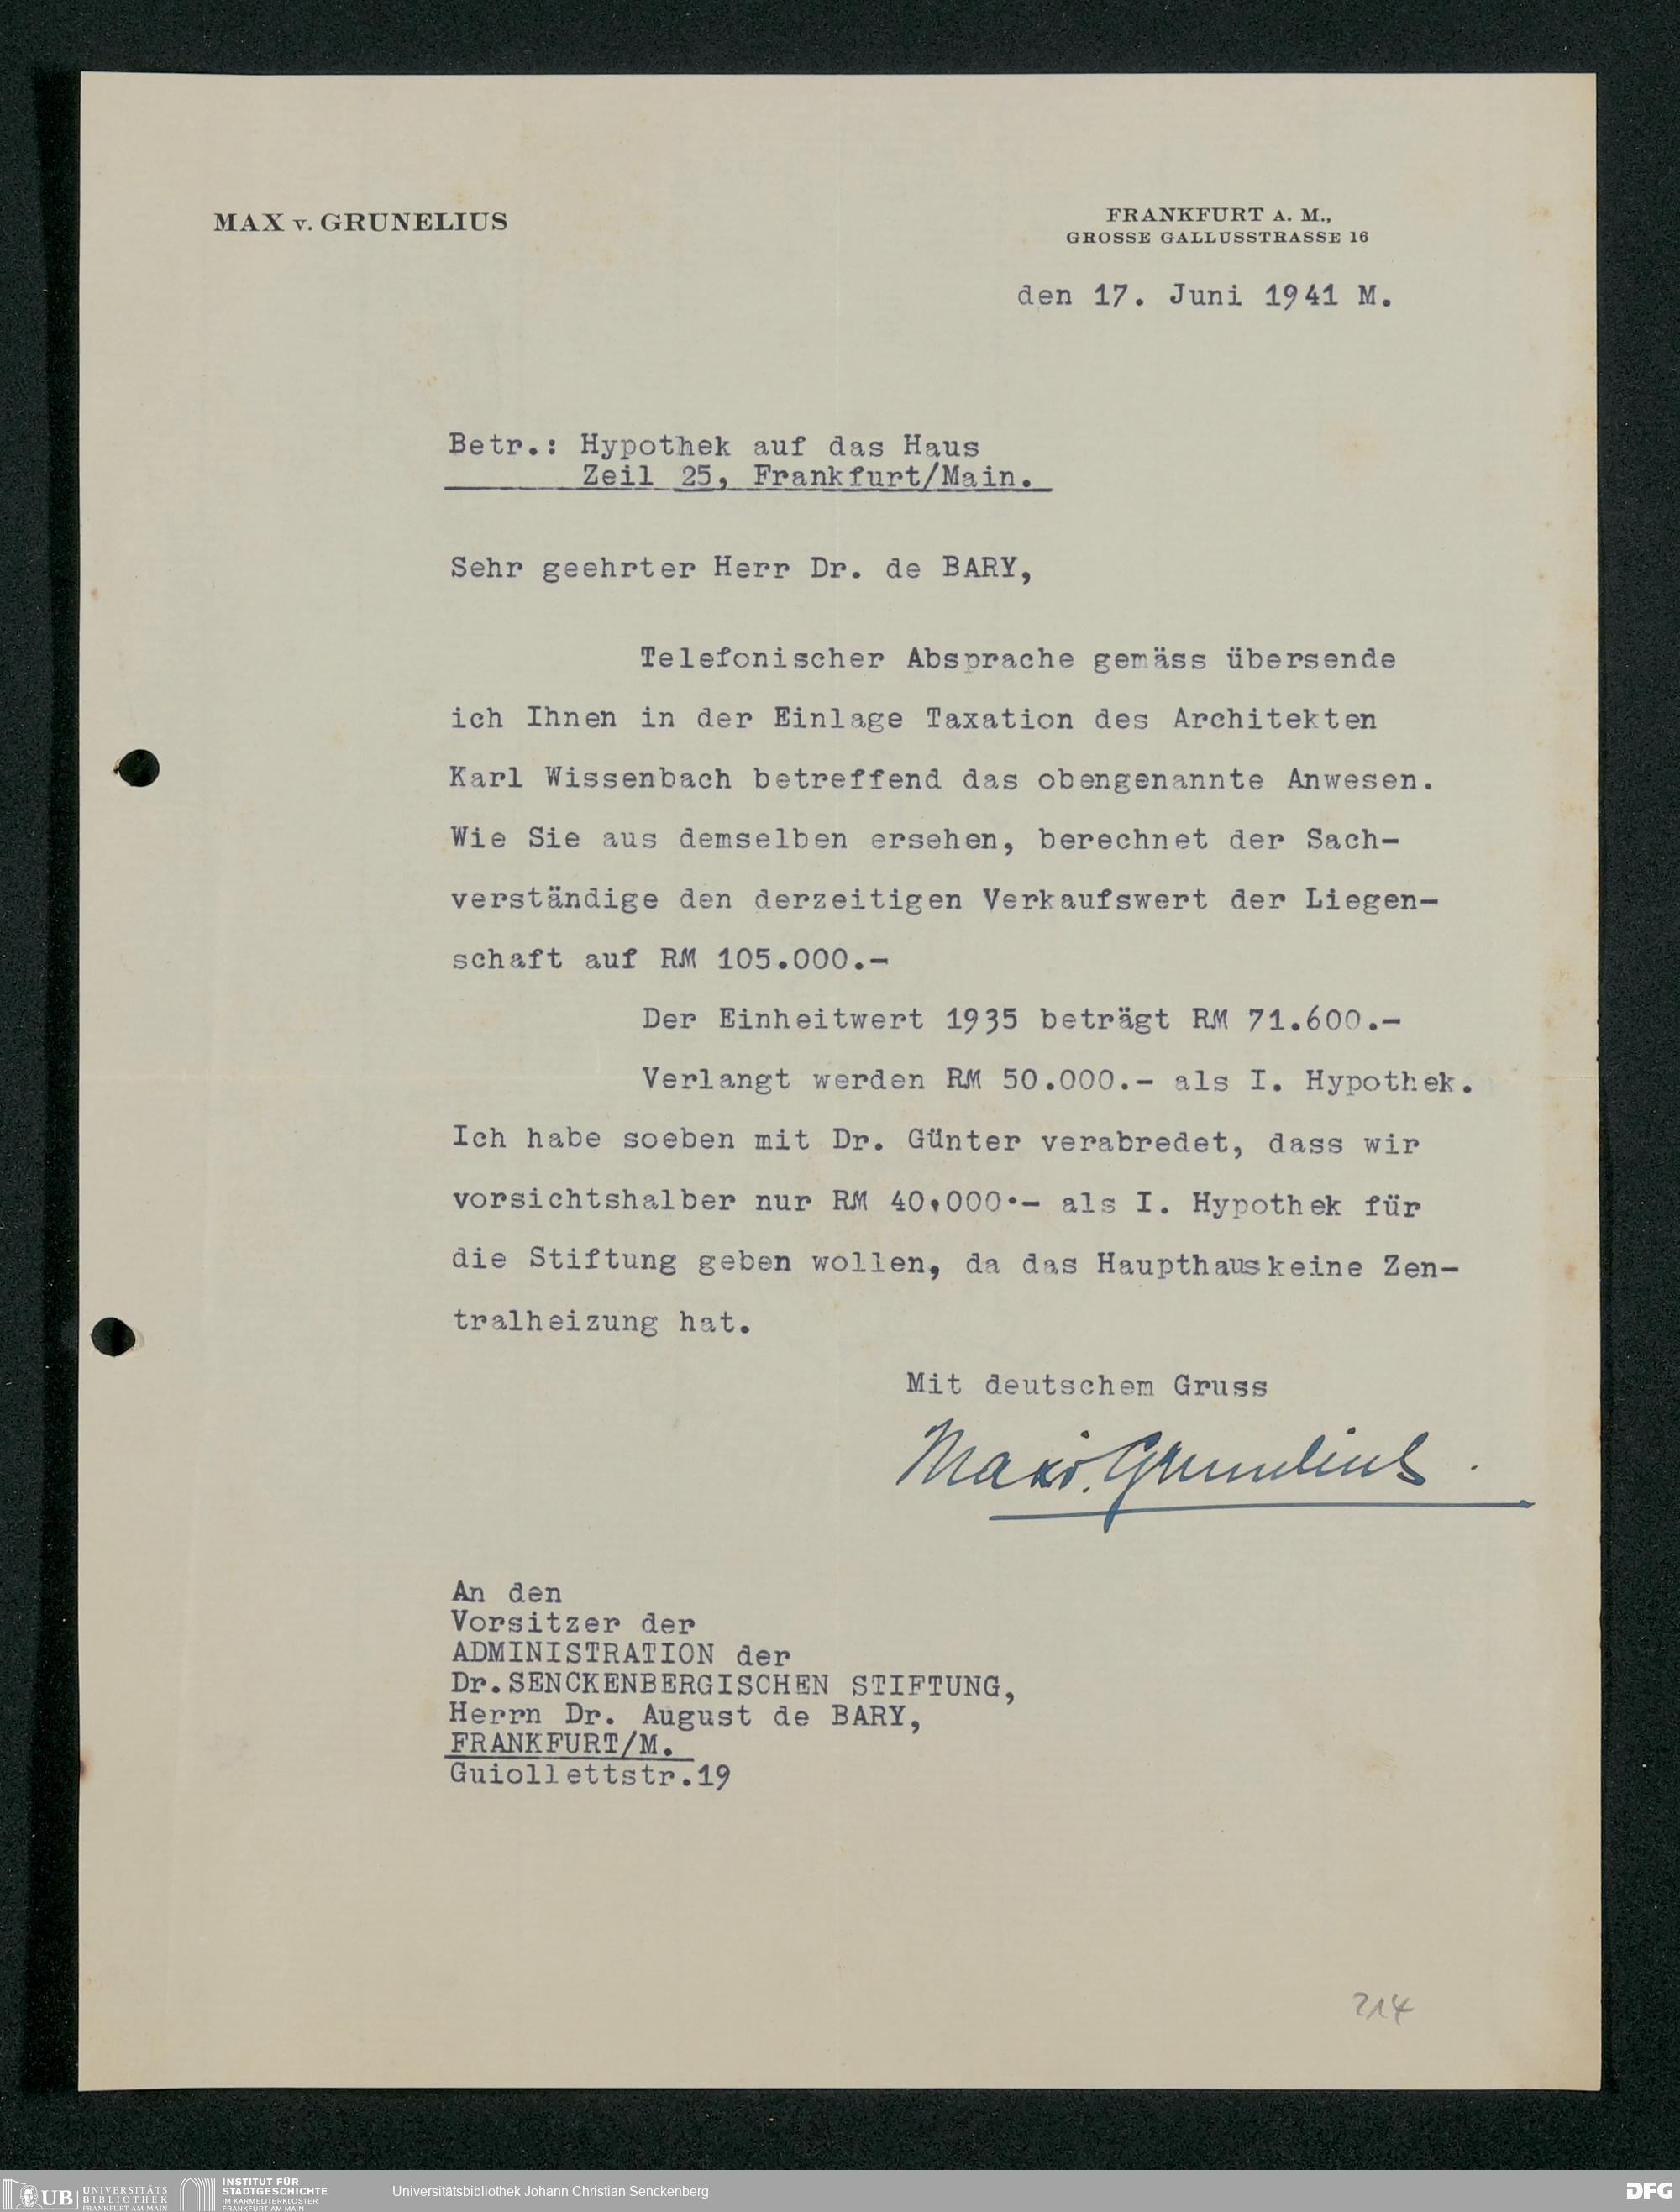 MAX v. GRUNELIUS
FRANKFURT A. M.,
GROSSE GALLUSSTRASSE 16
den 17. Juni 1941 M.
Betr.: Hypothek auf das Haus
Zeil 25, Frankfurt/Main.
Sehr geehrter Herr Dr. de BARY,
Telefonischer Absprache gemäss übersende
ich Ihnen in der Einlage Taxation des Architekten
Karl Wissenbach betreffend das obengenannte Anwesen.
Wie Sie aus demselben ersehen, berechnet der Sach-
verständige den derzeitigen Verkaufswert der Liegen-
schaft auf RM 105.000.-
Der Einheitwert 1935 beträgt RM 71.600.-
Verlangt werden RM 50.000.- als I. Hypothek.
Ich habe soeben mit Dr. Günter verabredet, dass wir
vorsichtshalber nur RM 40.000.- als I. Hypothek für
die Stiftung geben wollen, da das Haupthaus keine Zen-
tralheizung hat.
Mit deutschem Gruss
Max v. Grunelius.
An den
Vorsitzer der
ADMINISTRATION der
Dr.SENCKENBERGISCHEN STIFTUNG,
Herrn Dr. August de BARY,
FRANKFURT/M.
Guiollettstr.19
214
UB UNIVERSITÄTS
BIBLIOTHEK
FRANKFURT AM MAIN
INSTITUT FÜR
STADTGESCHICHTE
IM KARMELITERKLOSTER
FRANKFURT AM MAIN
Universitätsbibliothek Johann Christian Senckenberg
DFG